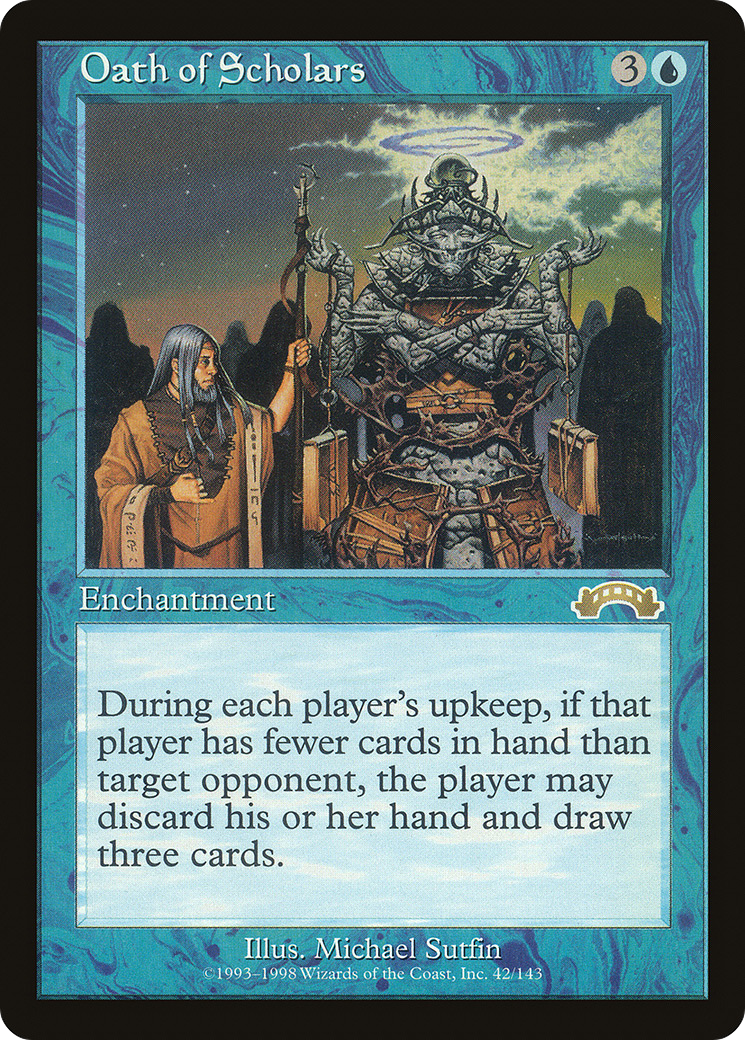 Oath of Scholars 3
Enchantment
During each player's upkeep, if that
player has fewer cards in hand than
target opponent, the player may
discard his or her hand and draw
three cards.
Illus. Michael Sutfin
©1993–1998 Wizards of the Coast, Inc. 42/143